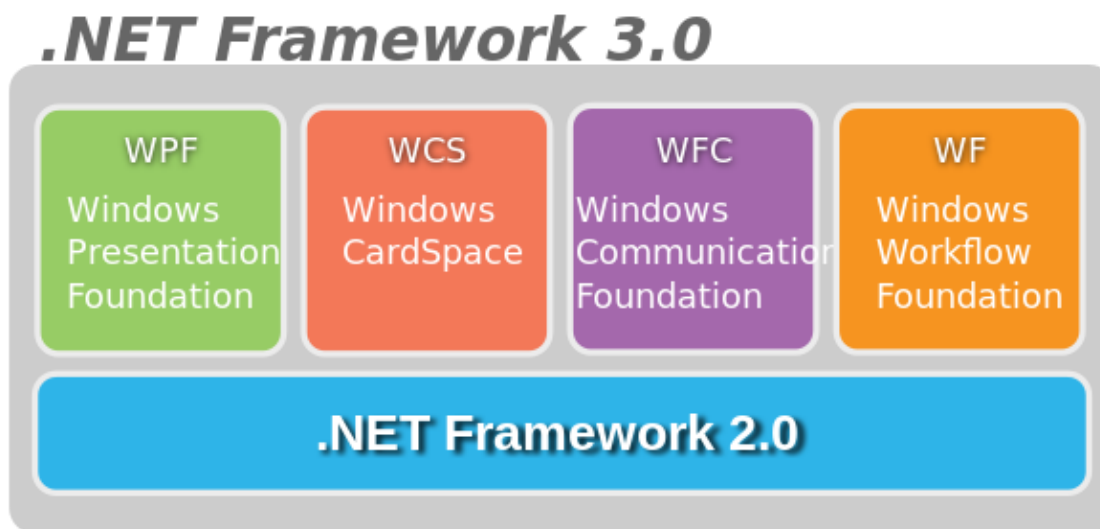 .NET Framework 3.0
WPF
Windows
Presentation
Foundation
WCS
Windows
CardSpace
WFC
Windows
Communication
Foundation
WF
Windows
Workflow
Foundation
.NET Framework 2.0